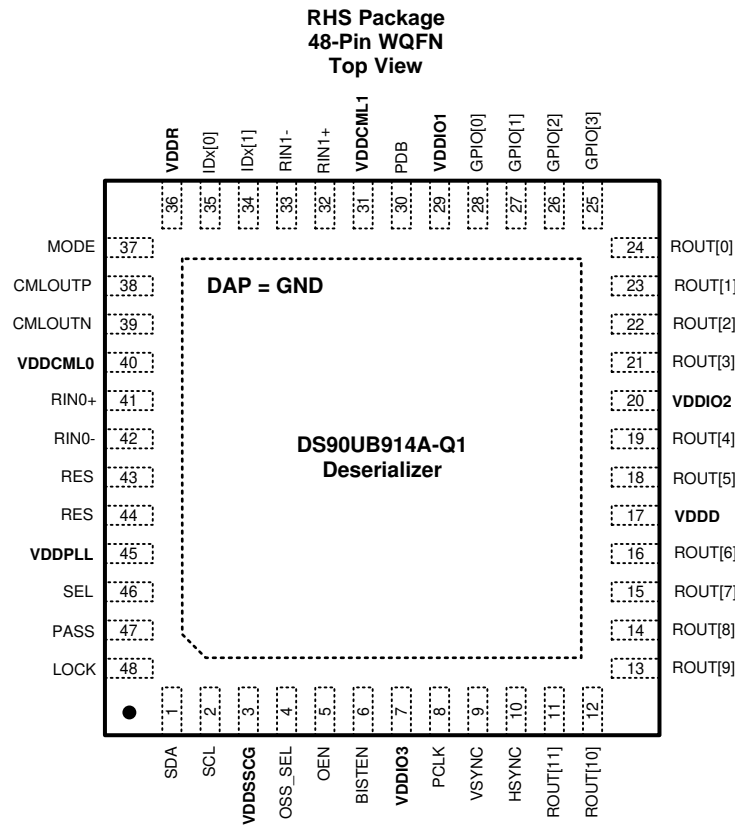 RHS Package
48-Pin WQFN
Top View
VDDR
IDx[0]
IDx[1]
RIN1-
RIN1+
VDDCML1
PDB
VDDIO1
GPIO[0]
GPIO[1]
GPIO[2]
GPIO[3]
36
35
34
33
32
31
30
29
28
27
26
25
MODE 37
CMLOUTP 38
CMLOUTN 39
VDDCML0 40
RIN0+ 41
RIN0- 42
RES 43
RES 44
VDDPLL 45
SEL 46
PASS 47
LOCK 48
DAP = GND
DS90UB914A-Q1
Deserializer
24 ROUT[0]
23 ROUT[1]
22 ROUT[2]
21 ROUT[3]
20 VDDIO2
19 ROUT[4]
18 ROUT[5]
17 VDDD
16 ROUT[6]
15 ROUT[7]
14 ROUT[8]
13 ROUT[9]
1
2
3
4
5
6
7
8
9
10
11
12
SDA
SCL
VDDSSCG
OSS_SEL
OEN
BISTEN
VDDIO3
PCLK
VSYNC
HSYNC
ROUT[11]
ROUT[10]